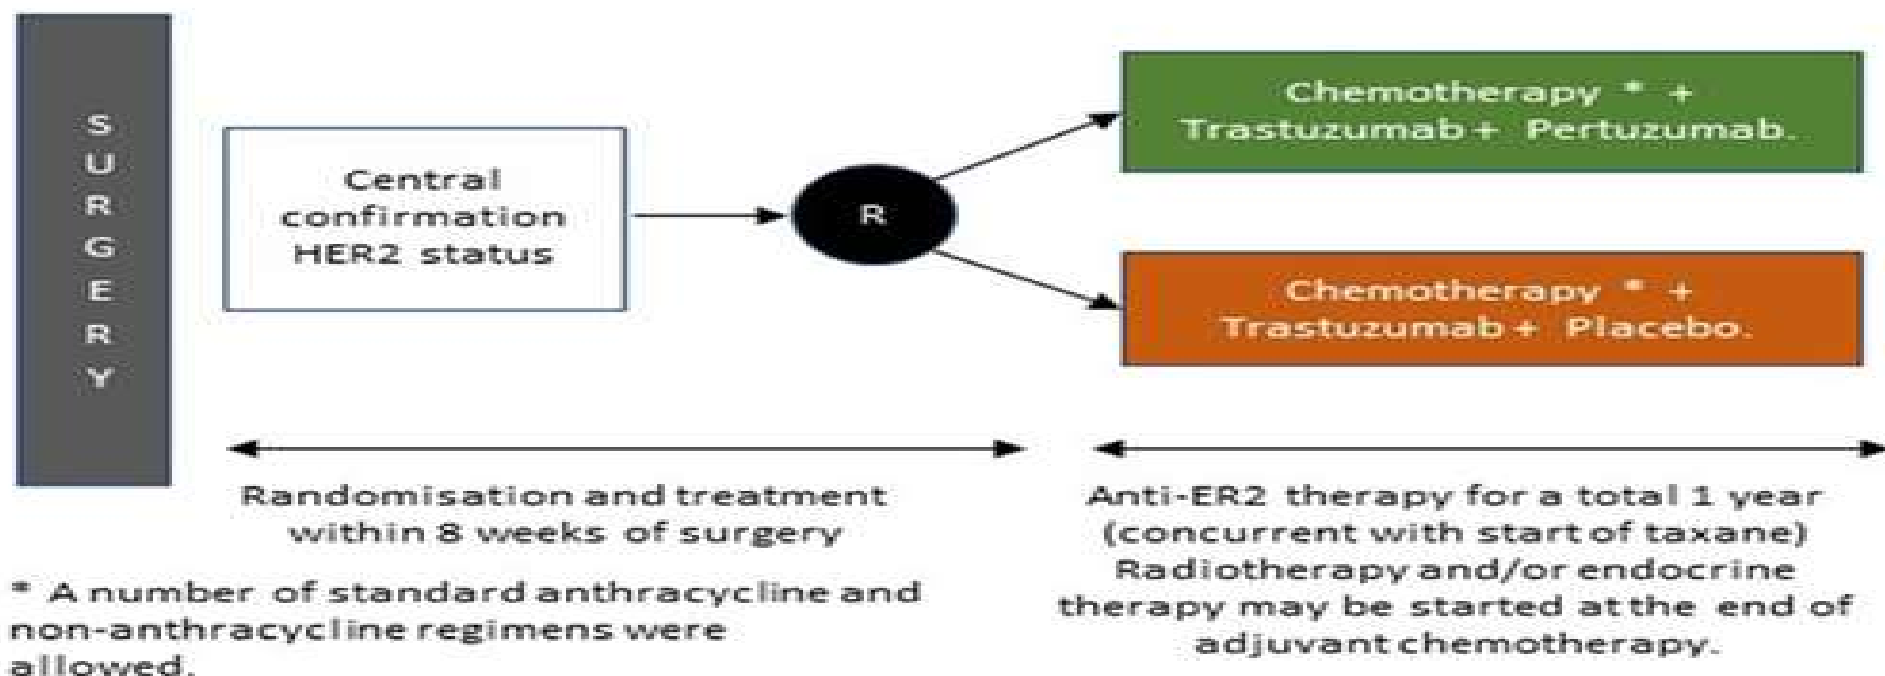 SURGERY
Central
confirmation
HER2 status
R
Chemotherapy * +
Trastuzumab + Pertuzumab.
Chemotherapy * +
Trastuzumab + Placebo.
Randomisation and treatment
within 8 weeks of surgery
Anti-ER2 therapy for a total 1 year
(concurrent with start of taxane)
Radiotherapy and/or endocrine
therapy may be started at the end of
adjuvant chemotherapy.
* A number of standard anthracycline and
non-anthracycline regimens were
allowed.